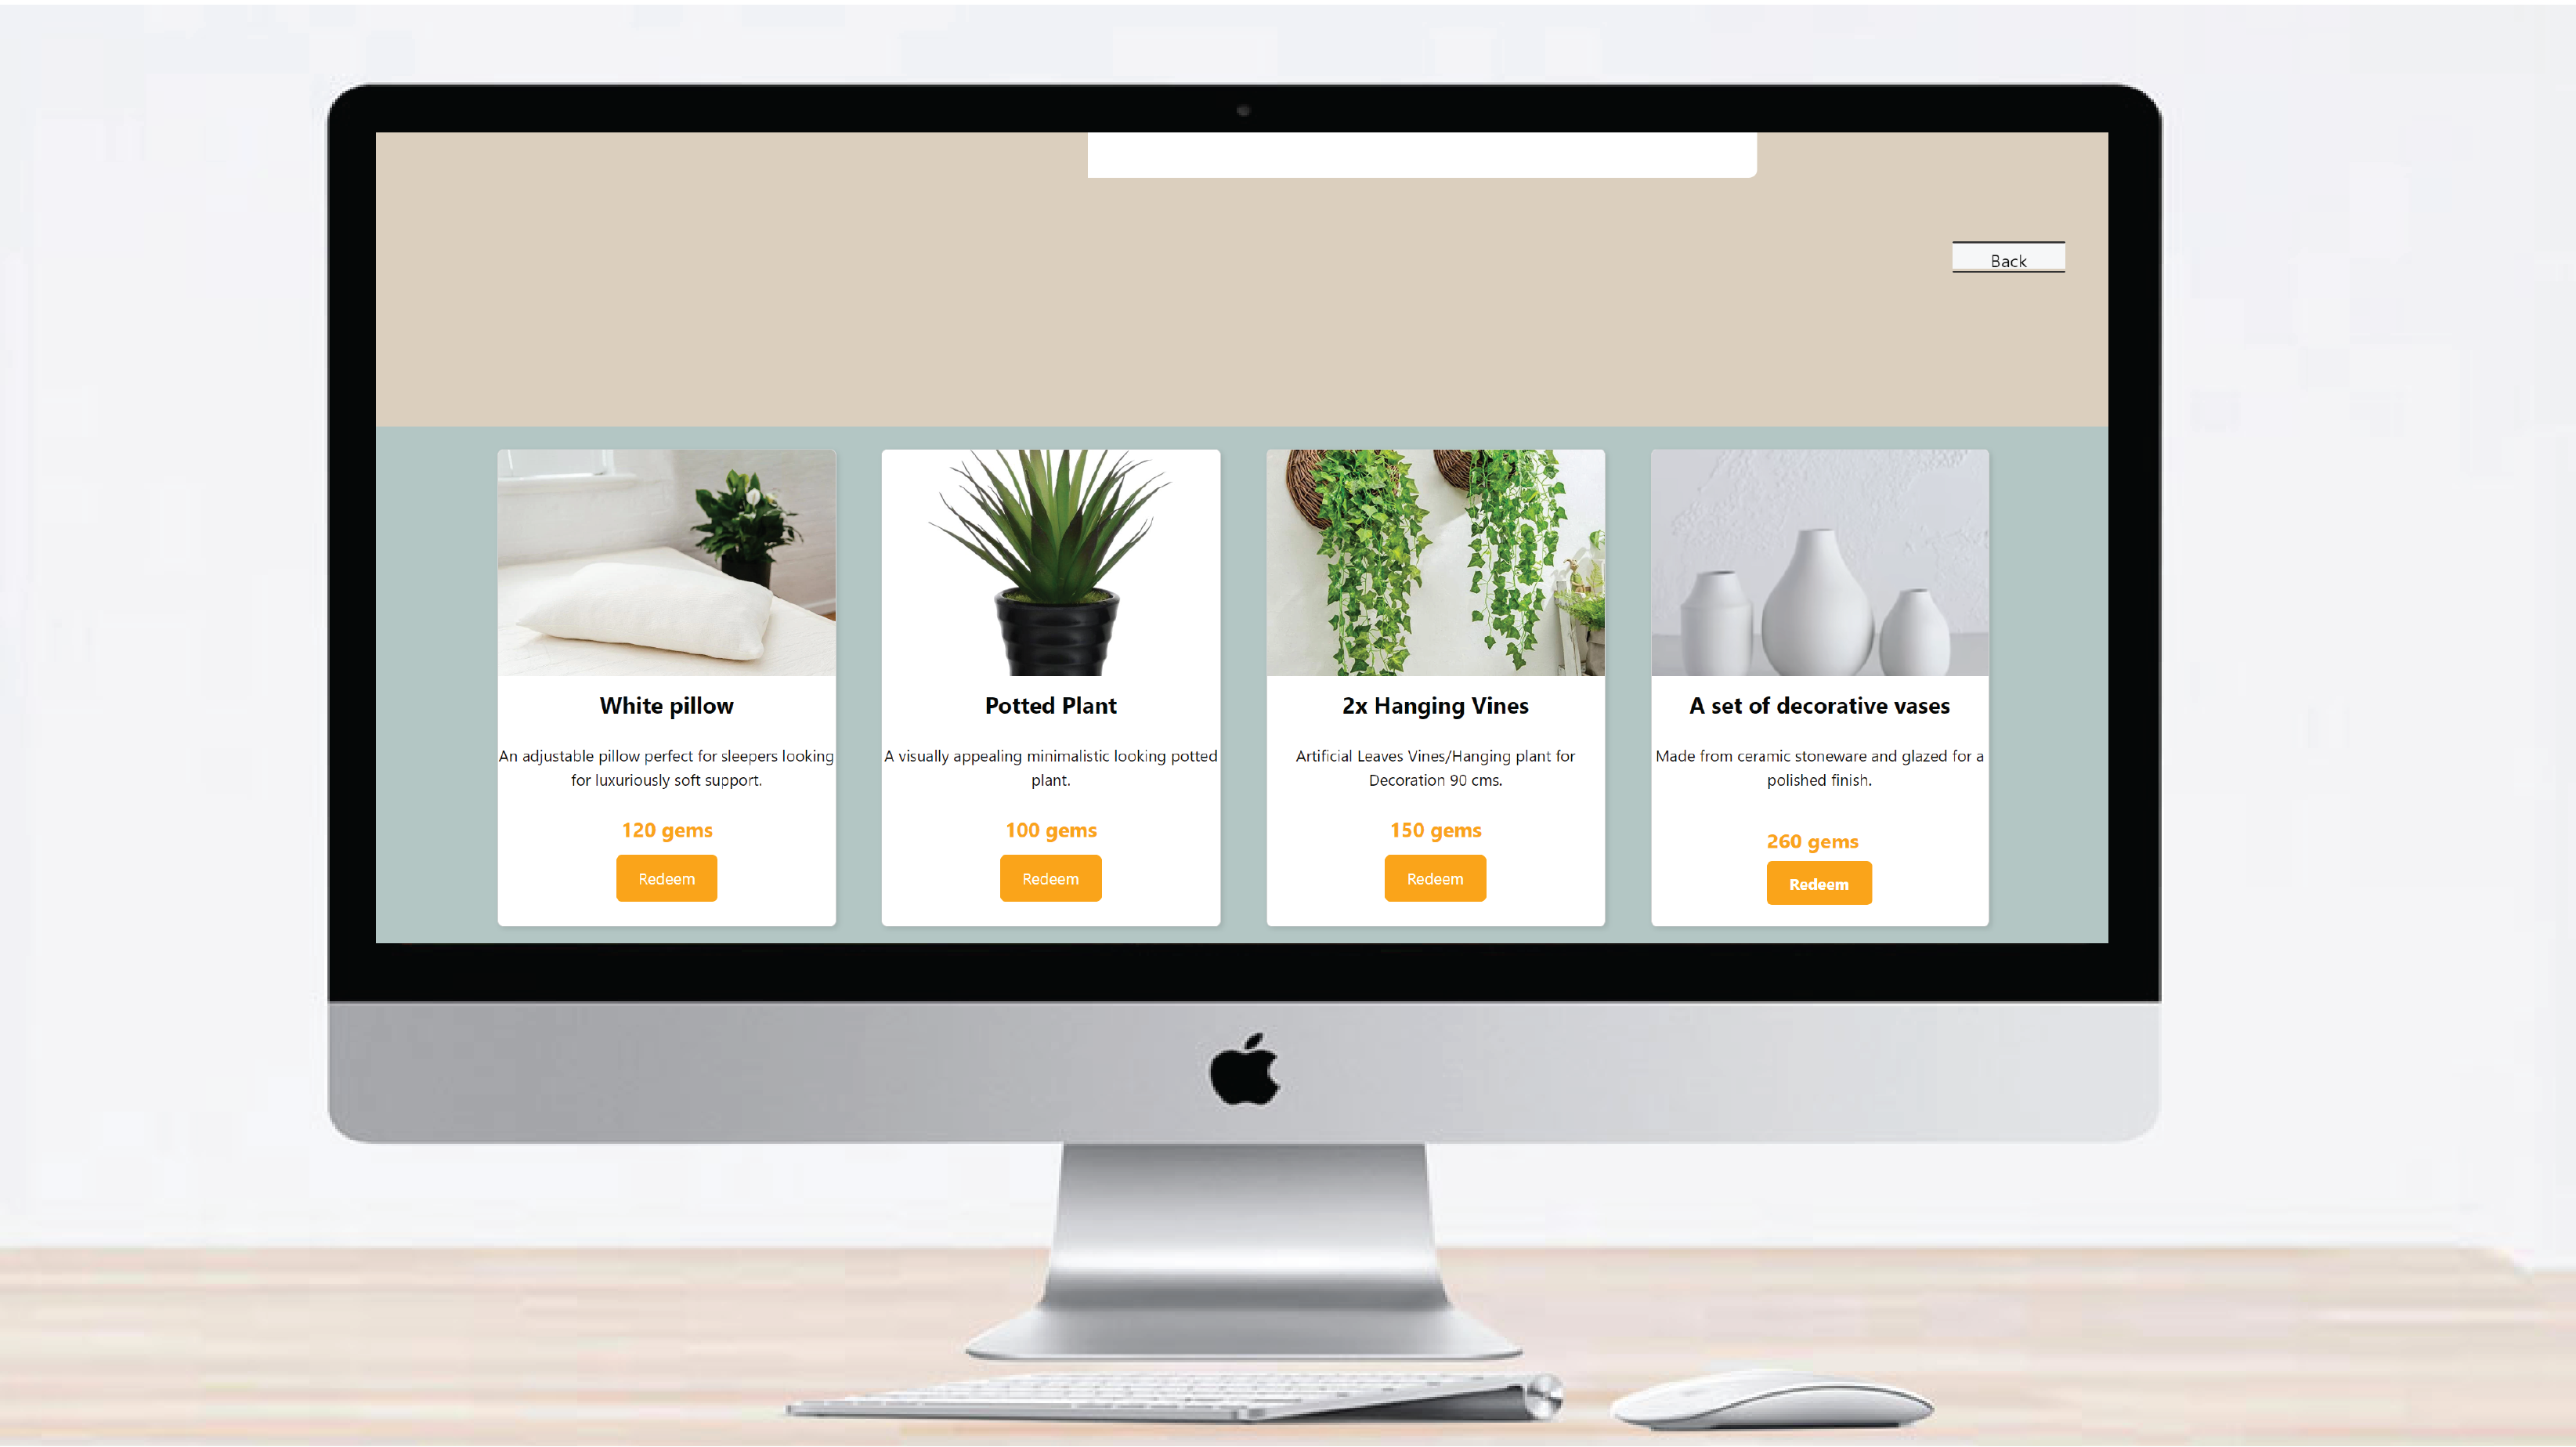 Back
White pillow
An adjustable pillow perfect for sleepers looking
for luxuriously soft support.
120 gems
Redeem
Potted Plant
A visually appealing minimalistic looking potted
plant.
100 gems
Redeem
2x Hanging Vines
Artificial Leaves Vines/Hanging plant for
Decoration 90 cms.
150 gems
Redeem
A set of decorative vases
Made from ceramic stoneware and glazed for a
polished finish.
260 gems
Redeem